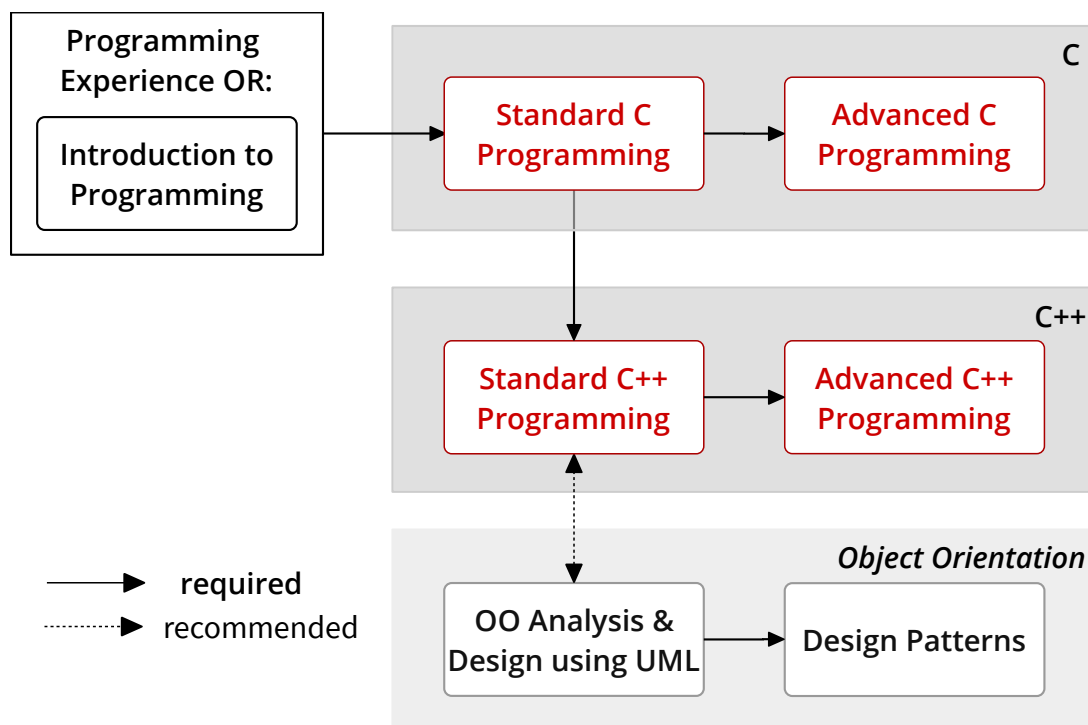 Programming
Experience OR:
Introduction to
Programming
C
Standard C
Programming
Advanced C
Programming
C++
Standard C++
Programming
Advanced C++
Programming
Object Orientation
OO Analysis &
Design using UML
Design Patterns
required
recommended